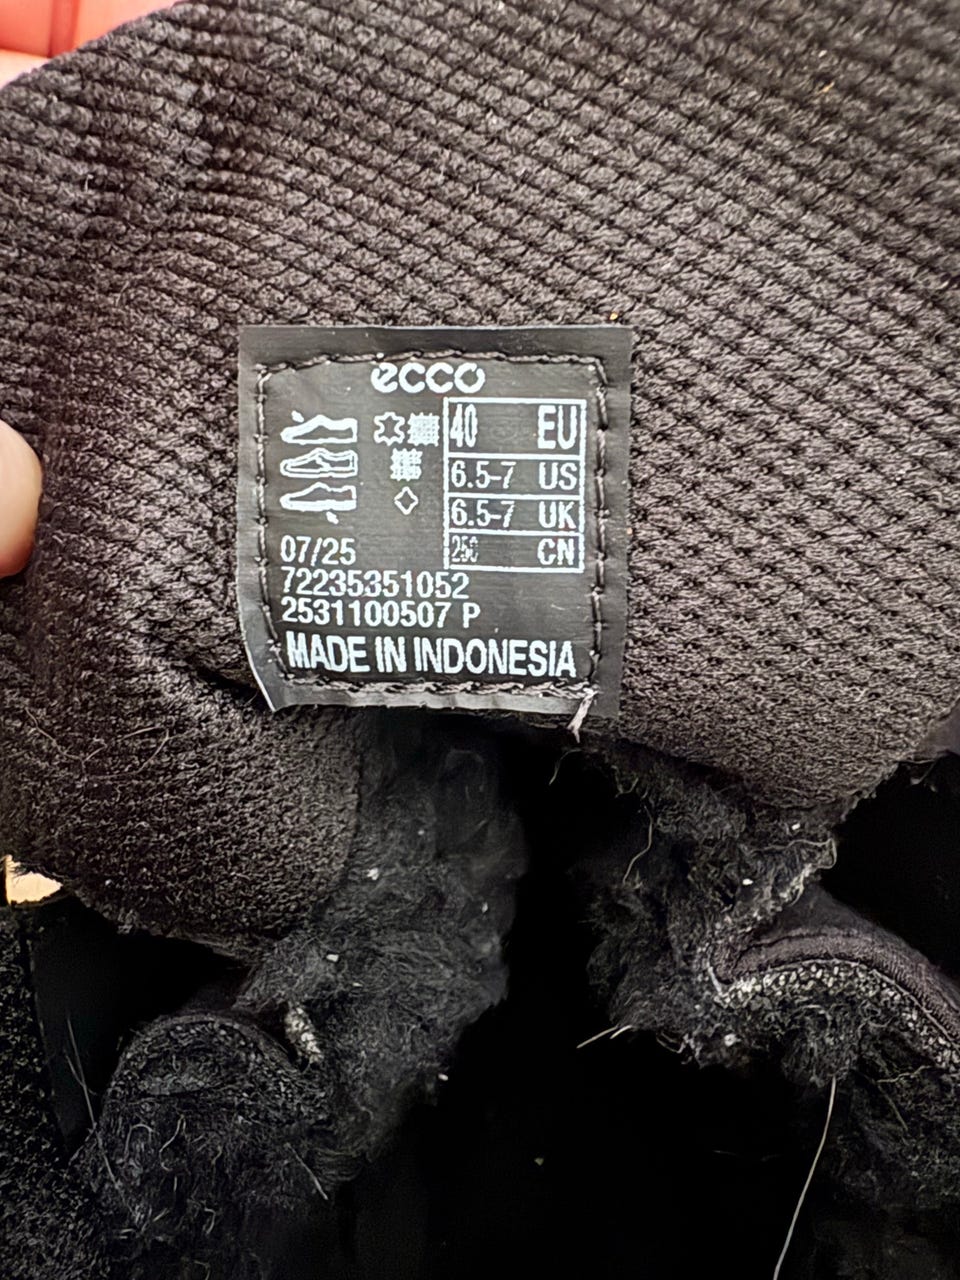 ecco
40 EU
6.5-7 US
6.5-7 UK
250 CN
07/25
72235351052
2531100507 P
MADE IN INDONESIA